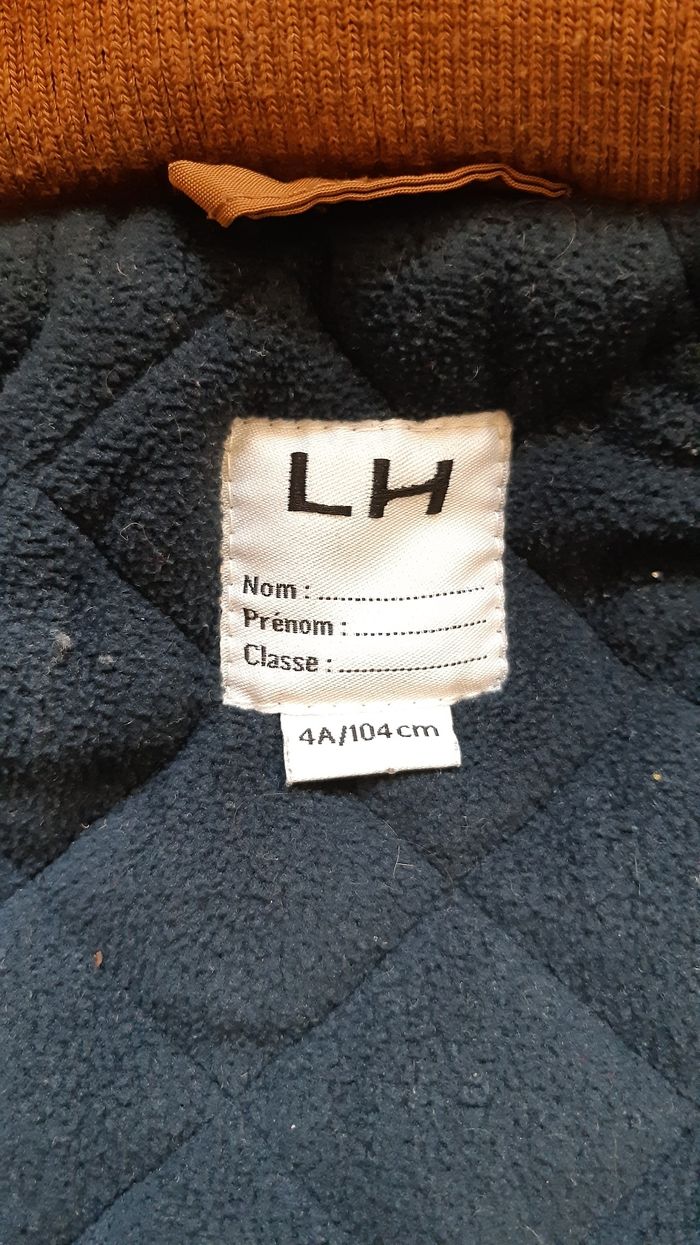 LH
Nom : ....................
Prénom : ....................
Classe : ....................
4A/104cm